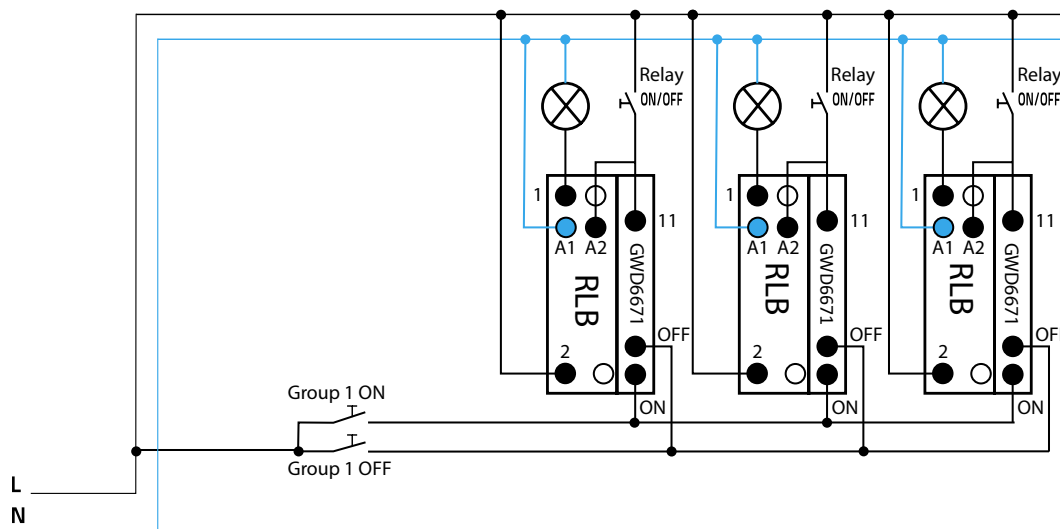 Relay
ON/OFF
Relay
ON/OFF
Relay
ON/OFF
1
11
A1
A2
RLB
GWD6671
OFF
2
ON
1
11
A1
A2
RLB
GWD6671
OFF
2
ON
1
11
A1
A2
RLB
GWD6671
OFF
2
ON
Group 1 ON
Group 1 OFF
L
N